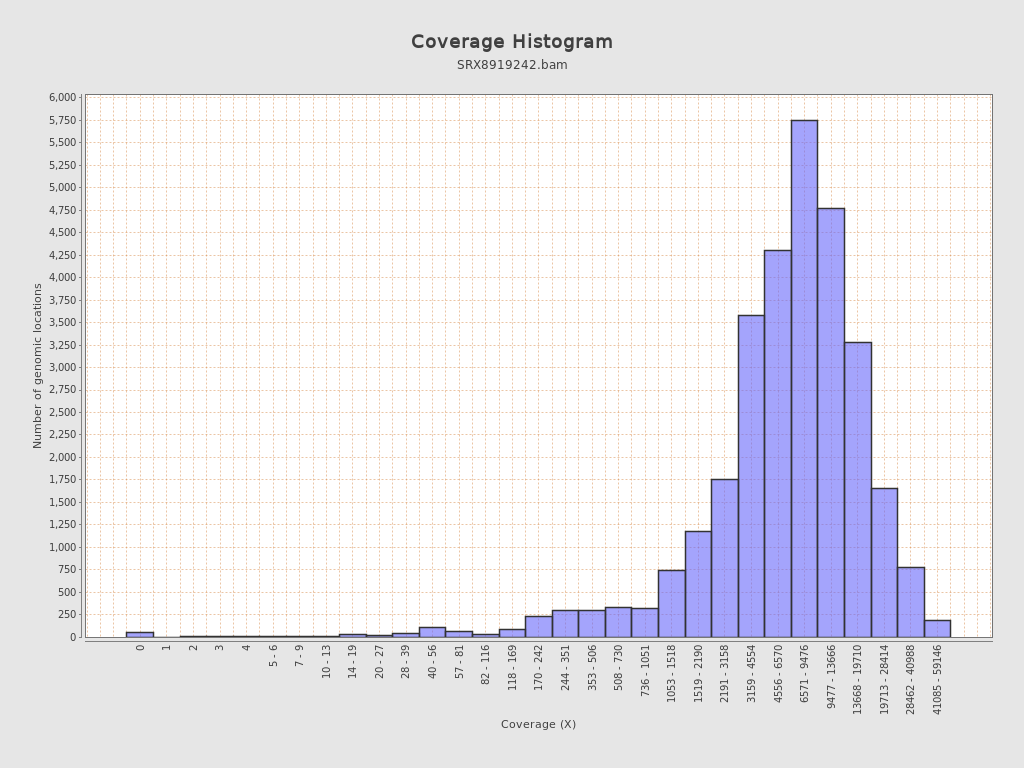 Coverage Histogram
SRX8919242.bam
6,000
5,750
5,500
5,250
5,000
4,750
4,500
4,250
4,000
3,750
3,500
3,250
3,000
2,750
2,500
2,250
2,000
1,750
1,500
1,250
1,000
750
500
250
0
Number of genomic locations
0
1
2
3
4
5 - 6
7 - 9
10 - 13
14 - 19
20 - 27
28 - 39
40 - 56
57 - 81
82 - 116
118 - 169
170 - 242
244 - 351
353 - 506
508 - 730
736 - 1051
1053 - 1518
1519 - 2190
2191 - 3158
3159 - 4554
4556 - 6570
6571 - 9476
9477 - 13666
13668 - 19710
19713 - 28414
28462 - 40988
41085 - 59146
Coverage (X)